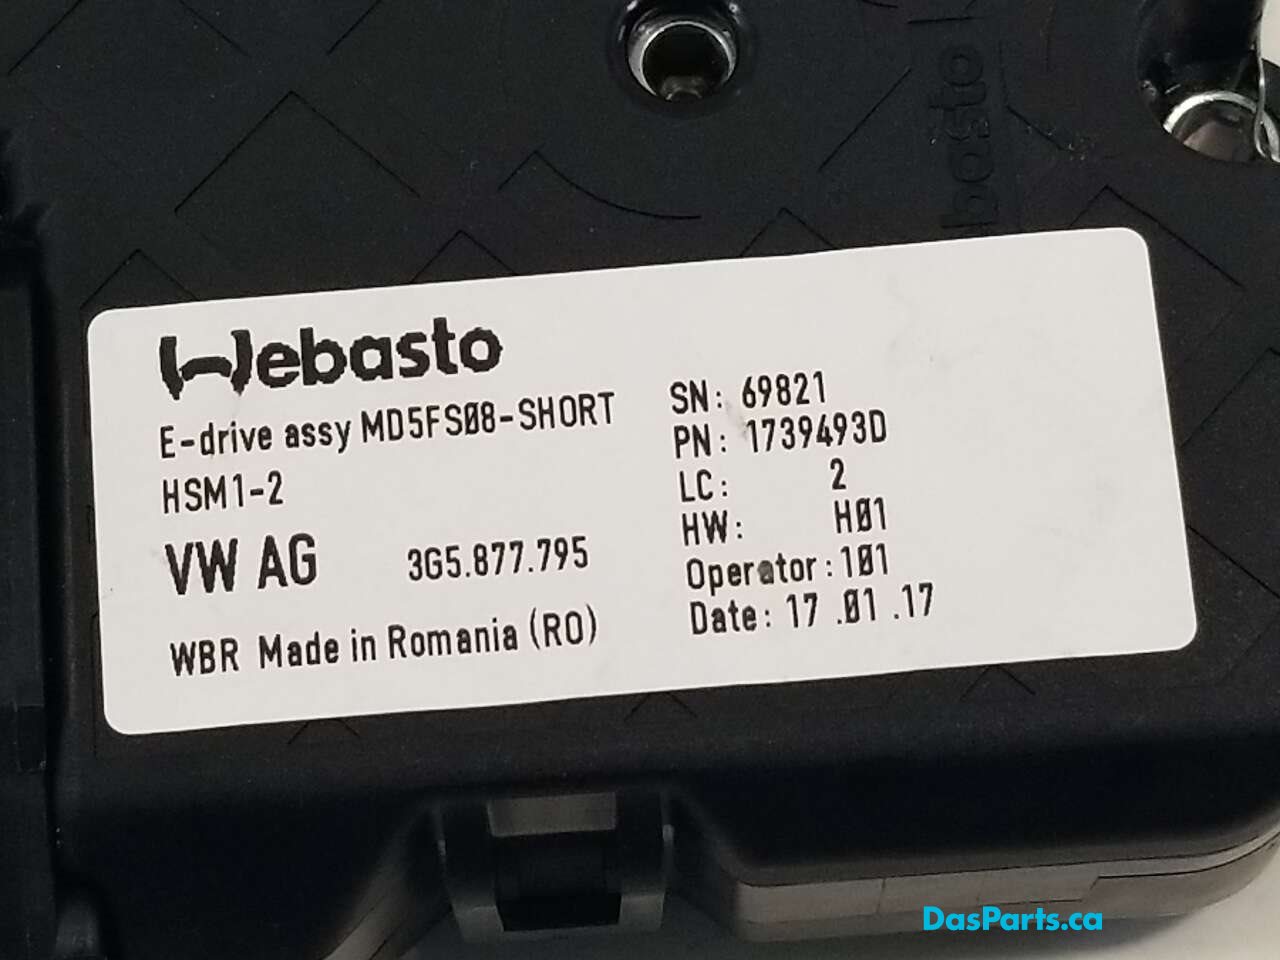 basto
Webasto
E-drive assy MD5FS08-SHORT
HSM1-2
VW AG 3G5.877.795
WBR Made in Romania (RO)
SN: 69821
PN: 1739493D
LC: 2
HW: H01
Operator: 101
Date: 17 .01 .17
DasParts.ca